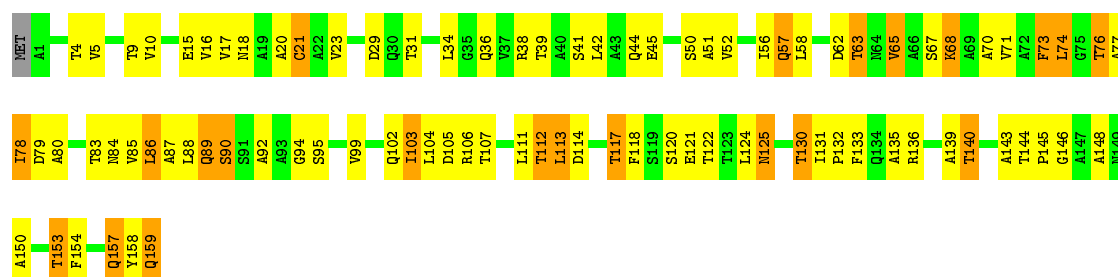 MET A1 T4 V5 T9 V10 E15 V16 V17 N18 A19 A20 C21 A22 V23 D29 Q30 T31 L34 G35 Q36 V37 R38 T39 A40 S41 L42 A43 Q44 E45 S50 A51 V52 I56 Q57 L58 D62 T63 N64 V65 A66 S67 K68 A69 A70 V71 A72 F73 L74 G75 T76 A77
I78 D79 A80 T83 N84 V85 L86 A87 L88 Q89 S90 S91 A92 A93 G94 S95 V99 Q102 I103 L104 D105 R106 T107 L111 T112 L113 D114 T117 F118 S119 S120 E121 T122 T123 L124 N125 T130 I131 P132 F133 Q134 A135 R136 A139 T140 A143 T144 P145 G146 A147 A148 N149
A150 T153 F154 Q157 Y158 Q159